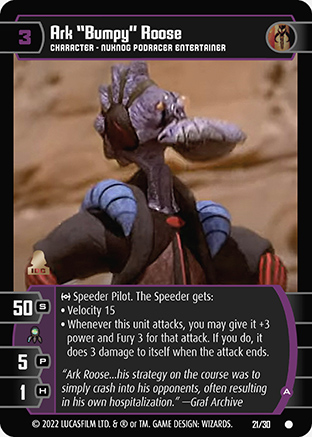 3
Ark "Bumpy" Roose
CHARACTER - NUKNOG PODRACER ENTERTAINER
50 S
5 P
1 H
Speeder Pilot. The Speeder gets:
• Velocity 15
• Whenever this unit attacks, you may give it +3
power and Fury 3 for that attack. If you do, it
does 3 damage to itself when the attack ends.
"Ark Roose...his strategy on the course was to
simply crash into his opponents, often resulting
in his own hospitalization." —Graf Archive
A
© 2022 LUCASFILM LTD. & ® or TM. GAME DESIGN: WIZARDS.
21/30